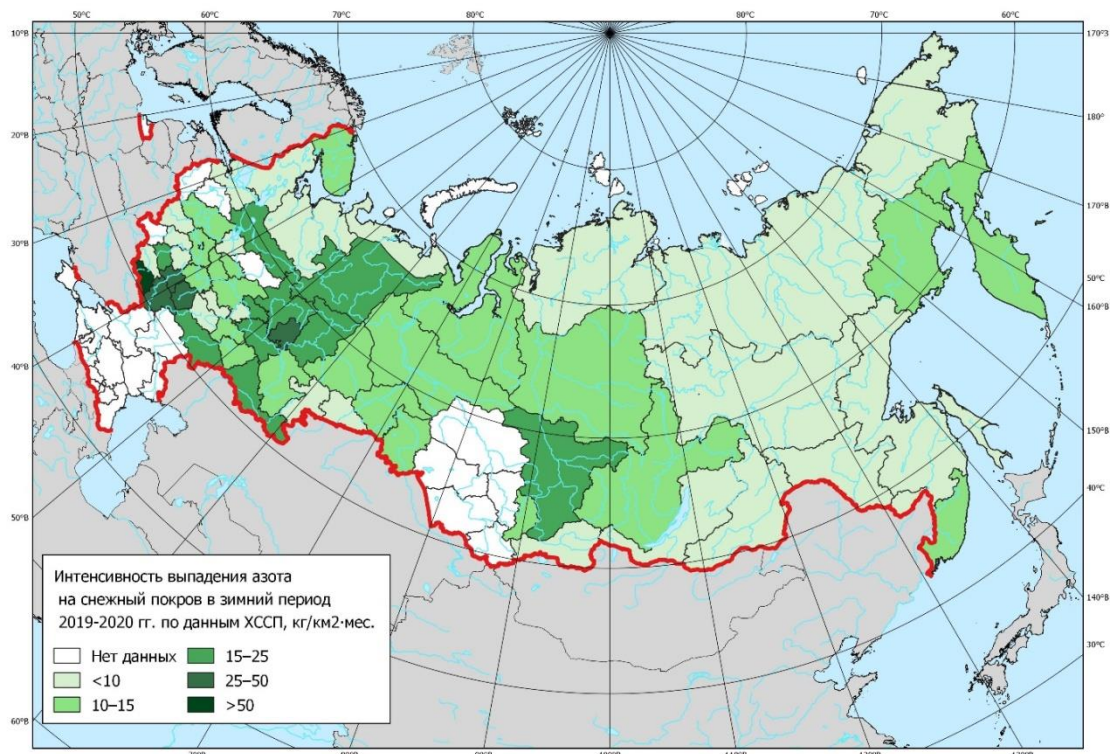 50°С 60°С 70°С 80°С 80°С 70°С 60°С
10°В
170°З
180°
20°В
170°В
30°В
50°С
160°В
40°В
150°В
40°С
50°В
140°В
30°С
60°В
Интенсивность выпадения азота
на снежный покров в зимний период
2019-2020 гг. по данным ХССП, кг/км2·мес.
Нет данных 15–25
<10 25–50
10–15 >50